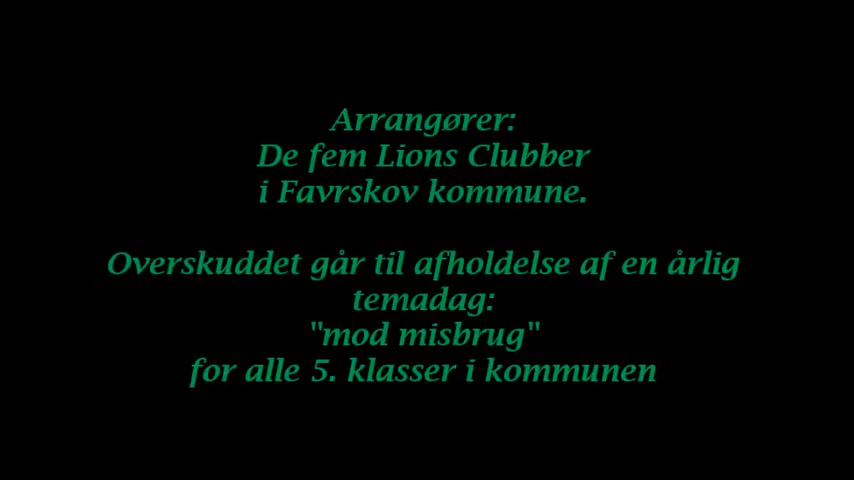 Arrangører:
De fem Lions Clubber
i Favrskov kommune.
Overskuddet går til afholdelse af en årlig
temadag:
"mod misbrug"
for alle 5. klasser i kommunen